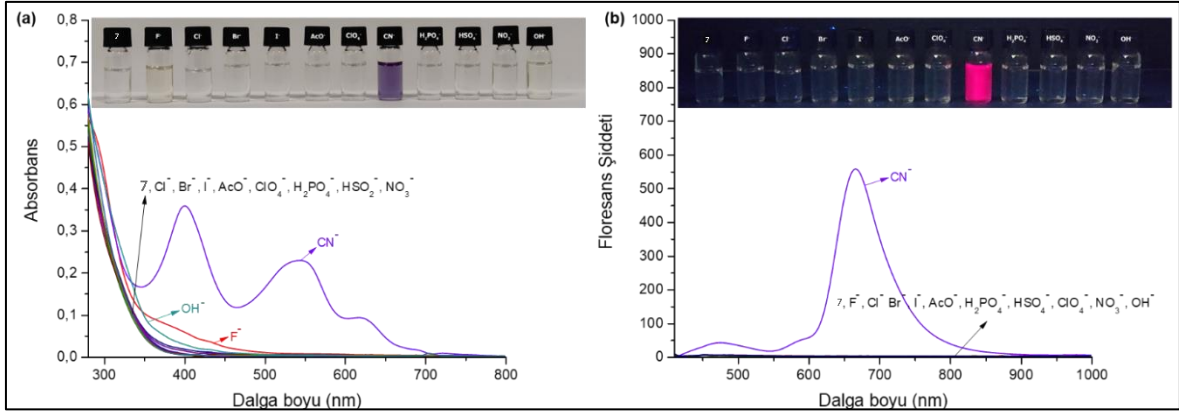 (a)
0,8
0,7
0,6
0,5
0,4
0,3
0,2
0,1
0,0
Absorbans
7 F⁻ Cl⁻ Br⁻ I⁻ AcO⁻ ClO₄⁻ CN⁻ H₂PO₄⁻ HSO₄⁻ NO₃⁻ OH⁻
7, Cl⁻, Br⁻, I⁻, AcO⁻, ClO₄⁻, H₂PO₄⁻, HSO₂⁻, NO₃⁻
CN⁻
OH⁻
F⁻
300 400 500 600 700 800
Dalga boyu (nm)
(b)
1000
900
800
700
600
500
400
300
200
100
0
Floresans Şiddeti
7 F⁻ Cl⁻ Br⁻ I⁻ AcO⁻ ClO₄⁻ CN⁻ H₂PO₄⁻ HSO₄⁻ NO₃⁻ OH⁻
CN⁻
7, F⁻, Cl⁻ Br⁻ I⁻, AcO⁻, H₂PO₄⁻, HSO₄⁻, ClO₄⁻, NO₃⁻, OH⁻
500 600 700 800 900 1000
Dalga boyu (nm)